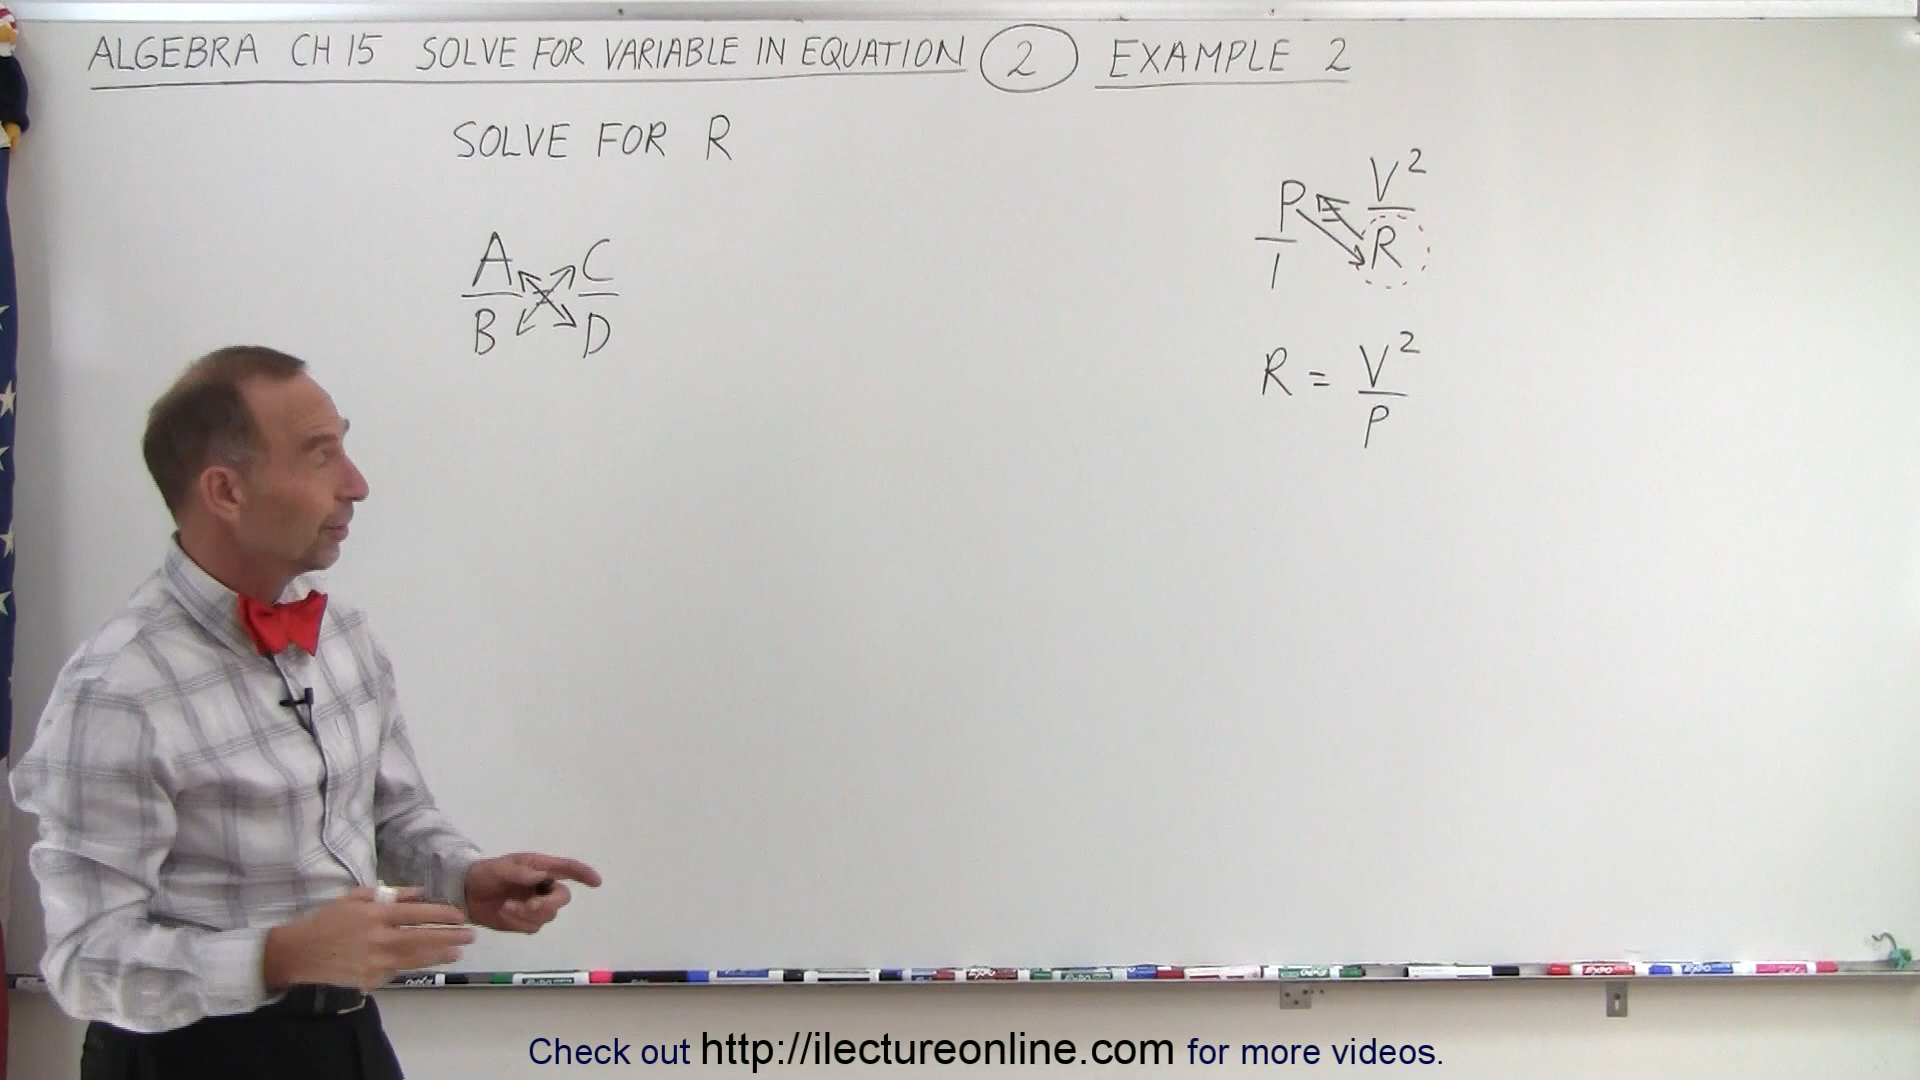 ALGEBRA CH 15 SOLVE FOR VARIABLE IN EQUATION 2 EXAMPLE 2
SOLVE FOR R
A/B = C/D
P/1 = V²/R
R = V²/P
Check out http://ilectureonline.com for more videos.